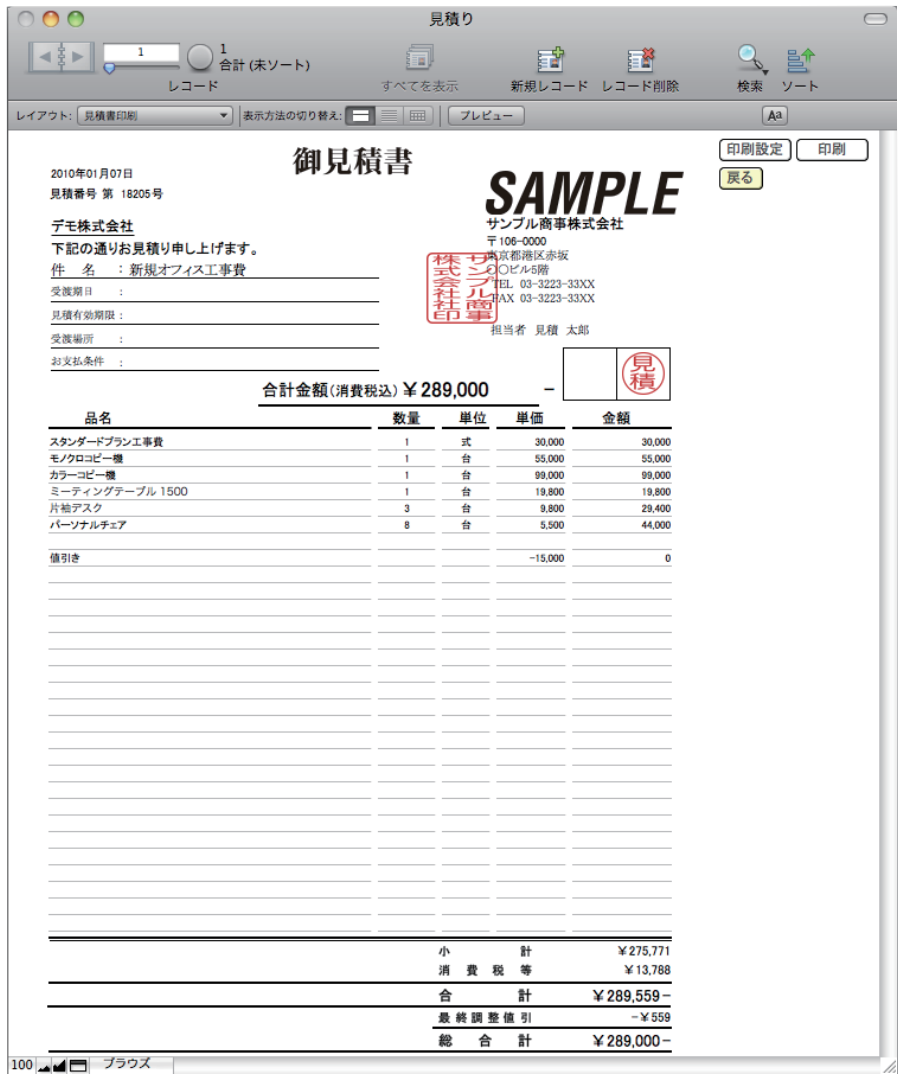 見積り
1
1
合計 (未ソート)
レコード
すべてを表示
新規レコード
レコード削除
検索
ソート
レイアウト: 見積書印刷
表示方法の切り替え:
プレビュー
Aa
印刷設定
印刷
戻る
御見積書
2010年01月07日
見積番号 第 18205号
SAMPLE
デモ株式会社
サンプル商事株式会社
下記の通りお見積り申し上げます。
〒106-0000
東京都港区赤坂
件 名 : 新規オフィス工事費
〇〇ビル5階
受渡期日 :
TEL 03-3223-33XX
FAX 03-3223-33XX
サンプル商事株式会社社印
見積有効期限 :
受渡場所 :
担当者 見積 太郎
お支払条件 :
見積
合計金額(消費税込) ¥289,000 −
品名 数量 単位 単価 金額
スタンダードプラン工事費 1 式 30,000 30,000
モノクロコピー機 1 台 55,000 55,000
カラーコピー機 1 台 99,000 99,000
ミーティングテーブル 1500 1 台 19,800 19,800
片袖デスク 3 台 9,800 29,400
パーソナルチェア 8 台 5,500 44,000
値引き -15,000 0
小 計 ¥275,771
消 費 税 等 ¥13,788
合 計 ¥289,559−
最 終 調 整 値 引 −¥559
総 合 計 ¥289,000−
100
ブラウズ